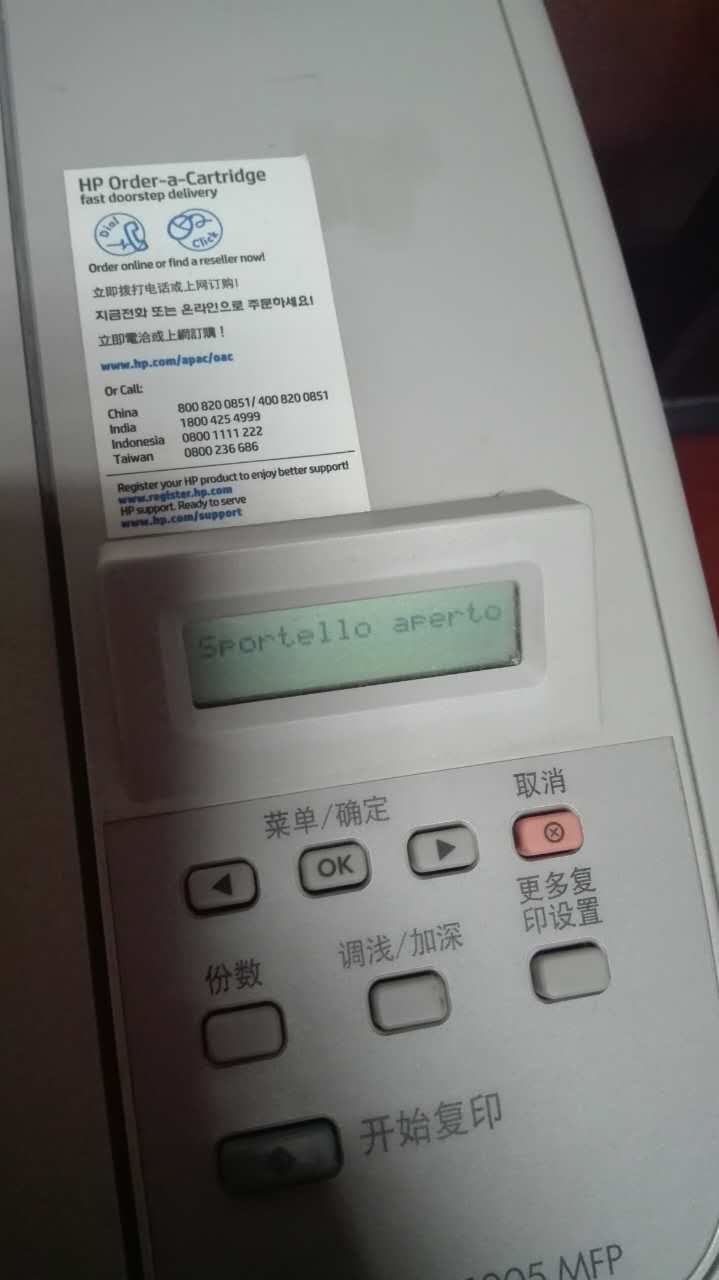 HP Order-a-Cartridge
fast doorstep delivery
Dial
Click
Order online or find a reseller now!
立即拨打电话或上网订购!
지금전화 또는 온라인으로 주문하세요!
立即電洽或上網訂購!
www.hp.com/apac/oac
Or Call:
China 800 820 0851/ 400 820 0851
India 1800 425 4999
Indonesia 0800 1111 222
Taiwan 0800 236 686
Register your HP product to enjoy better support!
www.register.hp.com
HP support. Ready to serve
www.hp.com/support
Sportello aperto
取消
菜单/确定
OK
更多复
印设置
调浅/加深
份数
开始复印
MFP